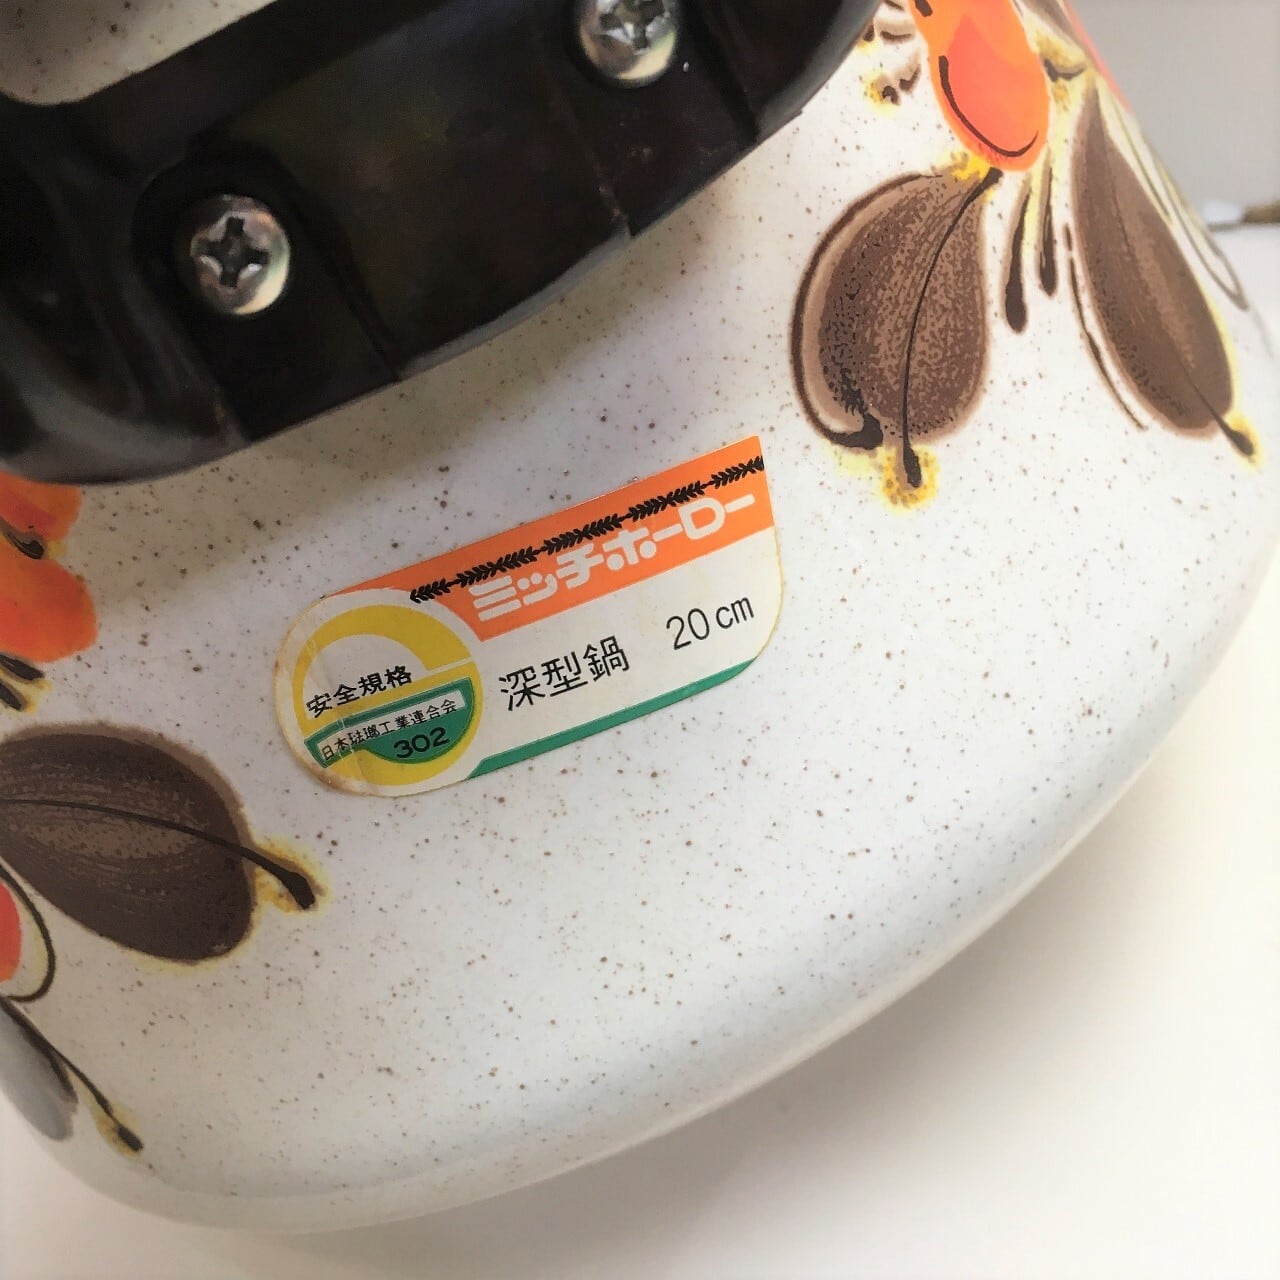 ミッチホーロー
深型鍋 20cm
安全規格
日本琺瑯工業連合会
302